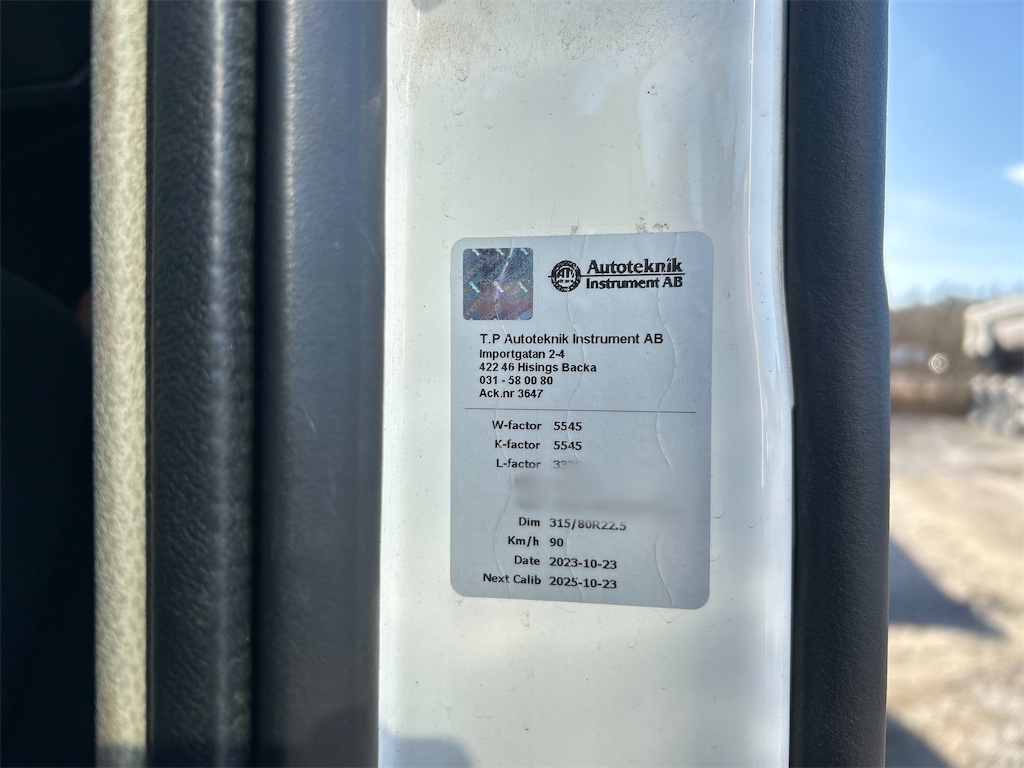 Autoteknik
Instrument AB
T.P Autoteknik Instrument AB
Importgatan 2-4
422 46 Hisings Backa
031 - 58 00 80
Ack.nr 3647
W-factor 5545
K-factor 5545
L-factor
Dim 315/80R22.5
Km/h 90
Date 2023-10-23
Next Calib 2025-10-23